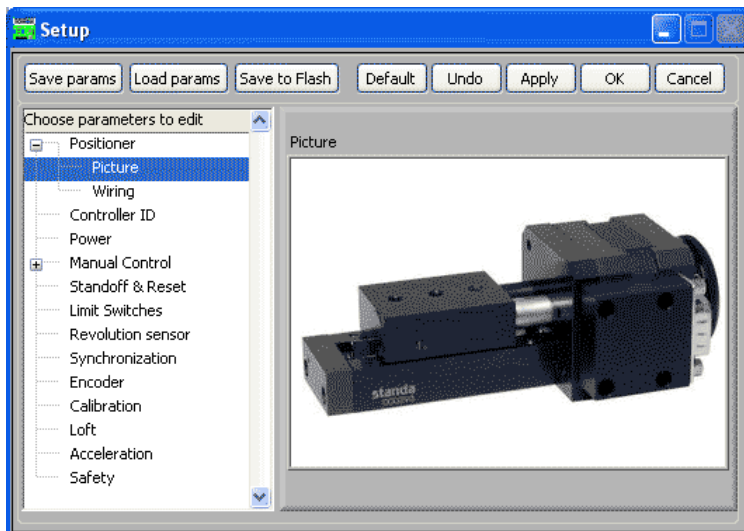 Setup
Save params Load params Save to Flash Default Undo Apply OK Cancel
Choose parameters to edit
Positioner
Picture
Wiring
Controller ID
Power
Manual Control
Standoff & Reset
Limit Switches
Revolution sensor
Synchronization
Encoder
Calibration
Loft
Acceleration
Safety
Picture
standa